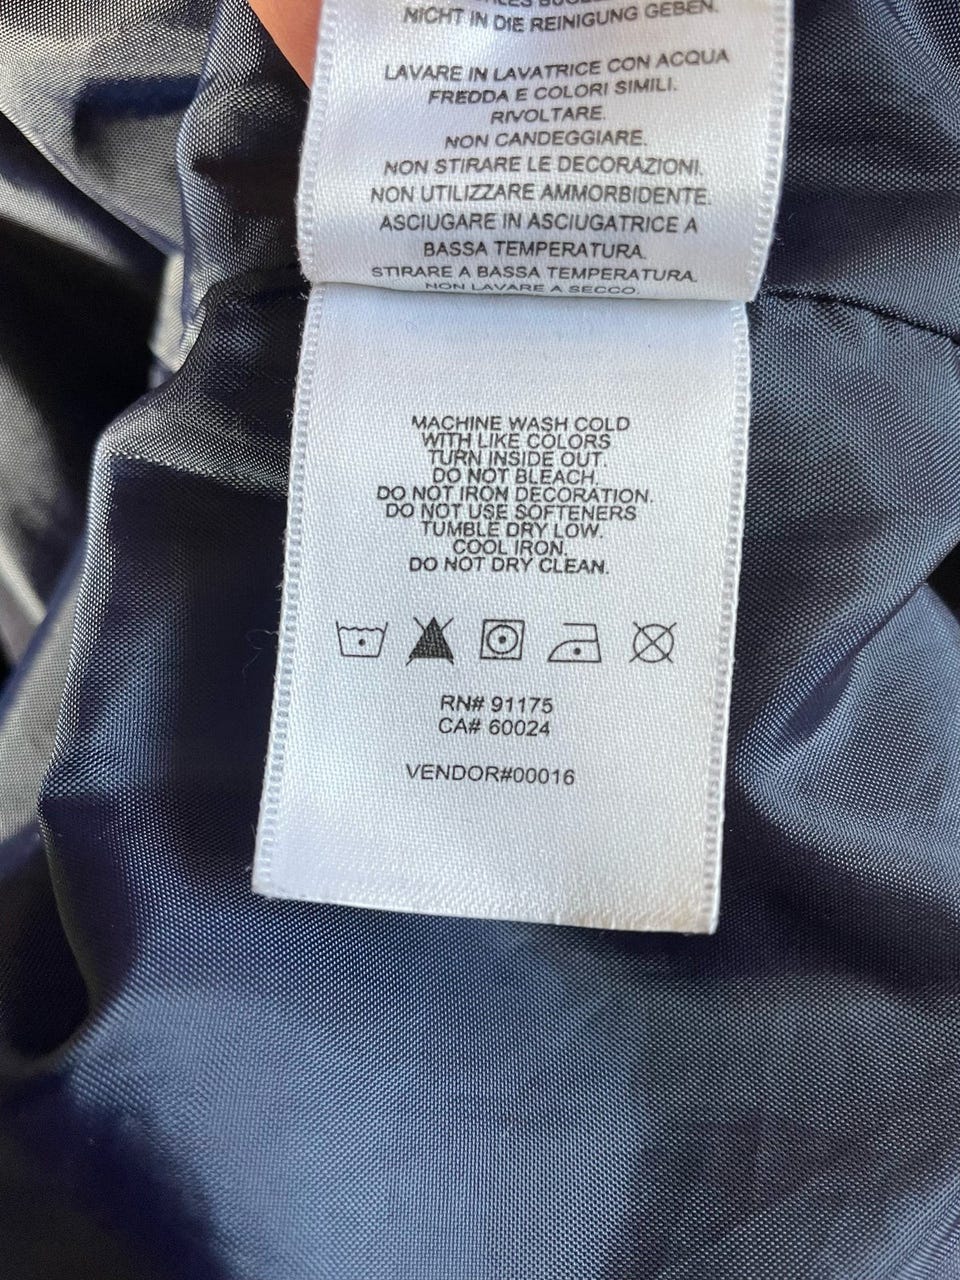 NICHT IN DIE REINIGUNG GEBEN.
LAVARE IN LAVATRICE CON ACQUA
FREDDA E COLORI SIMILI.
RIVOLTARE.
NON CANDEGGIARE.
NON STIRARE LE DECORAZIONI.
NON UTILIZZARE AMMORBIDENTE.
ASCIUGARE IN ASCIUGATRICE A
BASSA TEMPERATURA.
STIRARE A BASSA TEMPERATURA.
NON LAVARE A SECCO.
MACHINE WASH COLD
WITH LIKE COLORS
TURN INSIDE OUT.
DO NOT BLEACH.
DO NOT IRON DECORATION.
DO NOT USE SOFTENERS
TUMBLE DRY LOW.
COOL IRON.
DO NOT DRY CLEAN.
RN# 91175
CA# 60024
VENDOR#00016